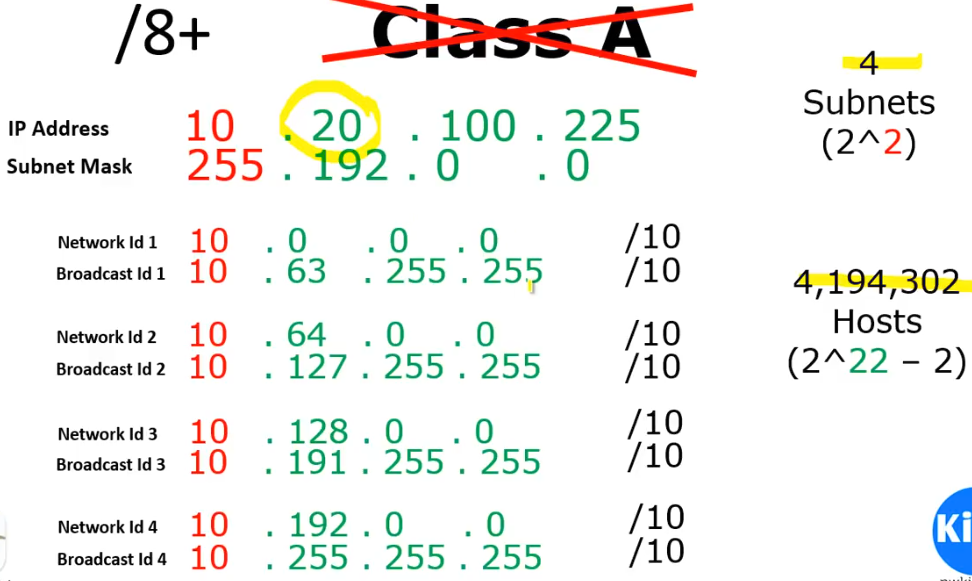 /8+
Class A
4
Subnets
(2^2)
IP Address 10 . 20 . 100 . 225
Subnet Mask 255 . 192 . 0 . 0
Network Id 1 10 . 0 . 0 . 0 /10
Broadcast Id 1 10 . 63 . 255 . 255 /10
4,194,302
Hosts
(2^22 – 2)
Network Id 2 10 . 64 . 0 . 0 /10
Broadcast Id 2 10 . 127 . 255 . 255 /10
Network Id 3 10 . 128 . 0 . 0 /10
Broadcast Id 3 10 . 191 . 255 . 255 /10
Network Id 4 10 . 192 . 0 . 0 /10
Broadcast Id 4 10 . 255 . 255 . 255 /10
Ki